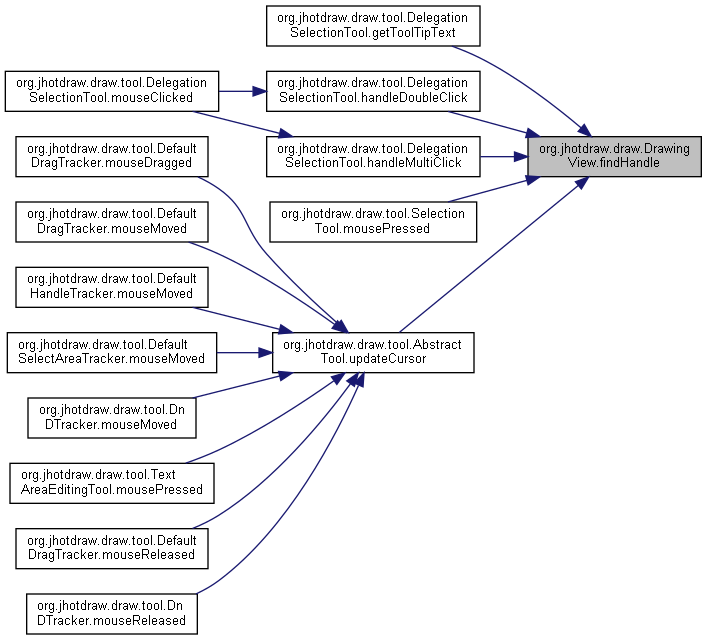 org.jhotdraw.draw.tool.Delegation
SelectionTool.getToolTipText
org.jhotdraw.draw.tool.Delegation
SelectionTool.mouseClicked
org.jhotdraw.draw.tool.Delegation
SelectionTool.handleDoubleClick
org.jhotdraw.draw.tool.Default
DragTracker.mouseDragged
org.jhotdraw.draw.tool.Delegation
SelectionTool.handleMultiClick
org.jhotdraw.draw.Drawing
View.findHandle
org.jhotdraw.draw.tool.Default
DragTracker.mouseMoved
org.jhotdraw.draw.tool.Selection
Tool.mousePressed
org.jhotdraw.draw.tool.Default
HandleTracker.mouseMoved
org.jhotdraw.draw.tool.Default
SelectAreaTracker.mouseMoved
org.jhotdraw.draw.tool.Abstract
Tool.updateCursor
org.jhotdraw.draw.tool.Dn
DTracker.mouseMoved
org.jhotdraw.draw.tool.Text
AreaEditingTool.mousePressed
org.jhotdraw.draw.tool.Default
DragTracker.mouseReleased
org.jhotdraw.draw.tool.Dn
DTracker.mouseReleased